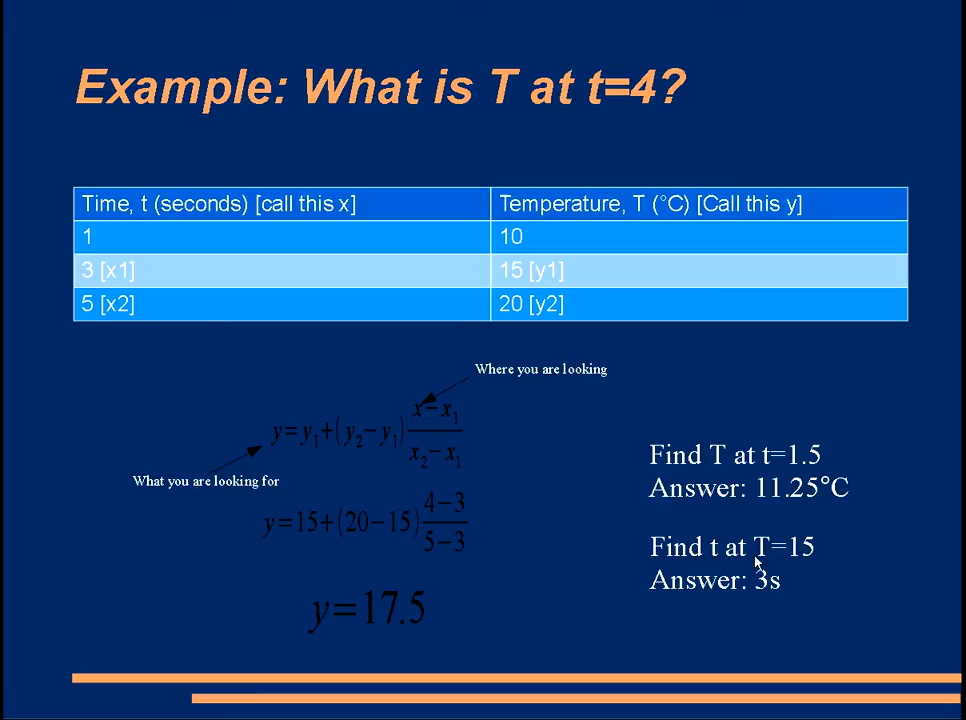 Example: What is T at t=4?
Time, t (seconds) [call this x] Temperature, T (°C) [Call this y]
1 10
3 [x1] 15 [y1]
5 [x2] 20 [y2]
Where you are looking
y=y₁+(y₂−y₁) (x−x₁)/(x₂−x₁)
What you are looking for
y=15+(20−15) (4−3)/(5−3)
y=17.5
Find T at t=1.5
Answer: 11.25°C
Find t at T=15
Answer: 3s